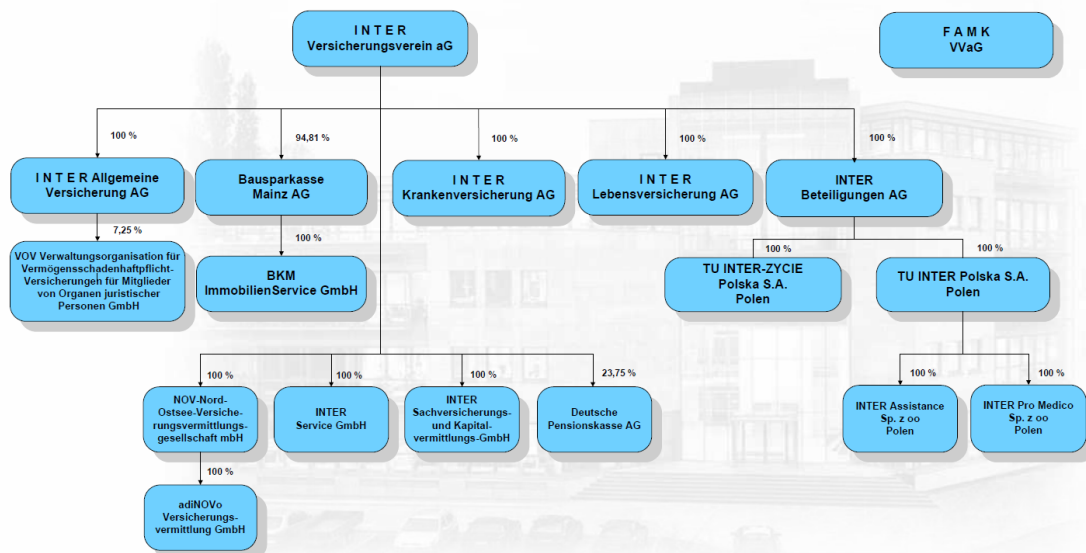 I N T E R
Versicherungsverein aG
F A M K
VVaG
100 %
94,81 %
100 %
100 %
100 %
I N T E R Allgemeine
Versicherung AG
Bausparkasse
Mainz AG
I N T E R
Krankenversicherung AG
I N T E R
Lebensversicherung AG
INTER
Beteiligungen AG
7,25 %
100 %
100 %
100 %
VOV Verwaltungsorganisation für
Vermögensschadenhaftpflicht-
Versicherungen für Mitglieder
von Organen juristischer
Personen GmbH
BKM
ImmobilienService GmbH
TU INTER-ZYCIE
Polska S.A.
Polen
TU INTER Polska S.A.
Polen
100 %
100 %
100 %
23,75 %
100 %
100 %
NOV-Nord-
Ostsee-Versiche-
rungsvermittlungs-
gesellschaft mbH
INTER
Service GmbH
INTER
Sachversicherungs-
und Kapital-
vermittlungs-GmbH
Deutsche
Pensionskasse AG
INTER Assistance
Sp. z oo
Polen
INTER Pro Medico
Sp. z oo
Polen
100 %
adiNOVo
Versicherungs-
vermittlung GmbH